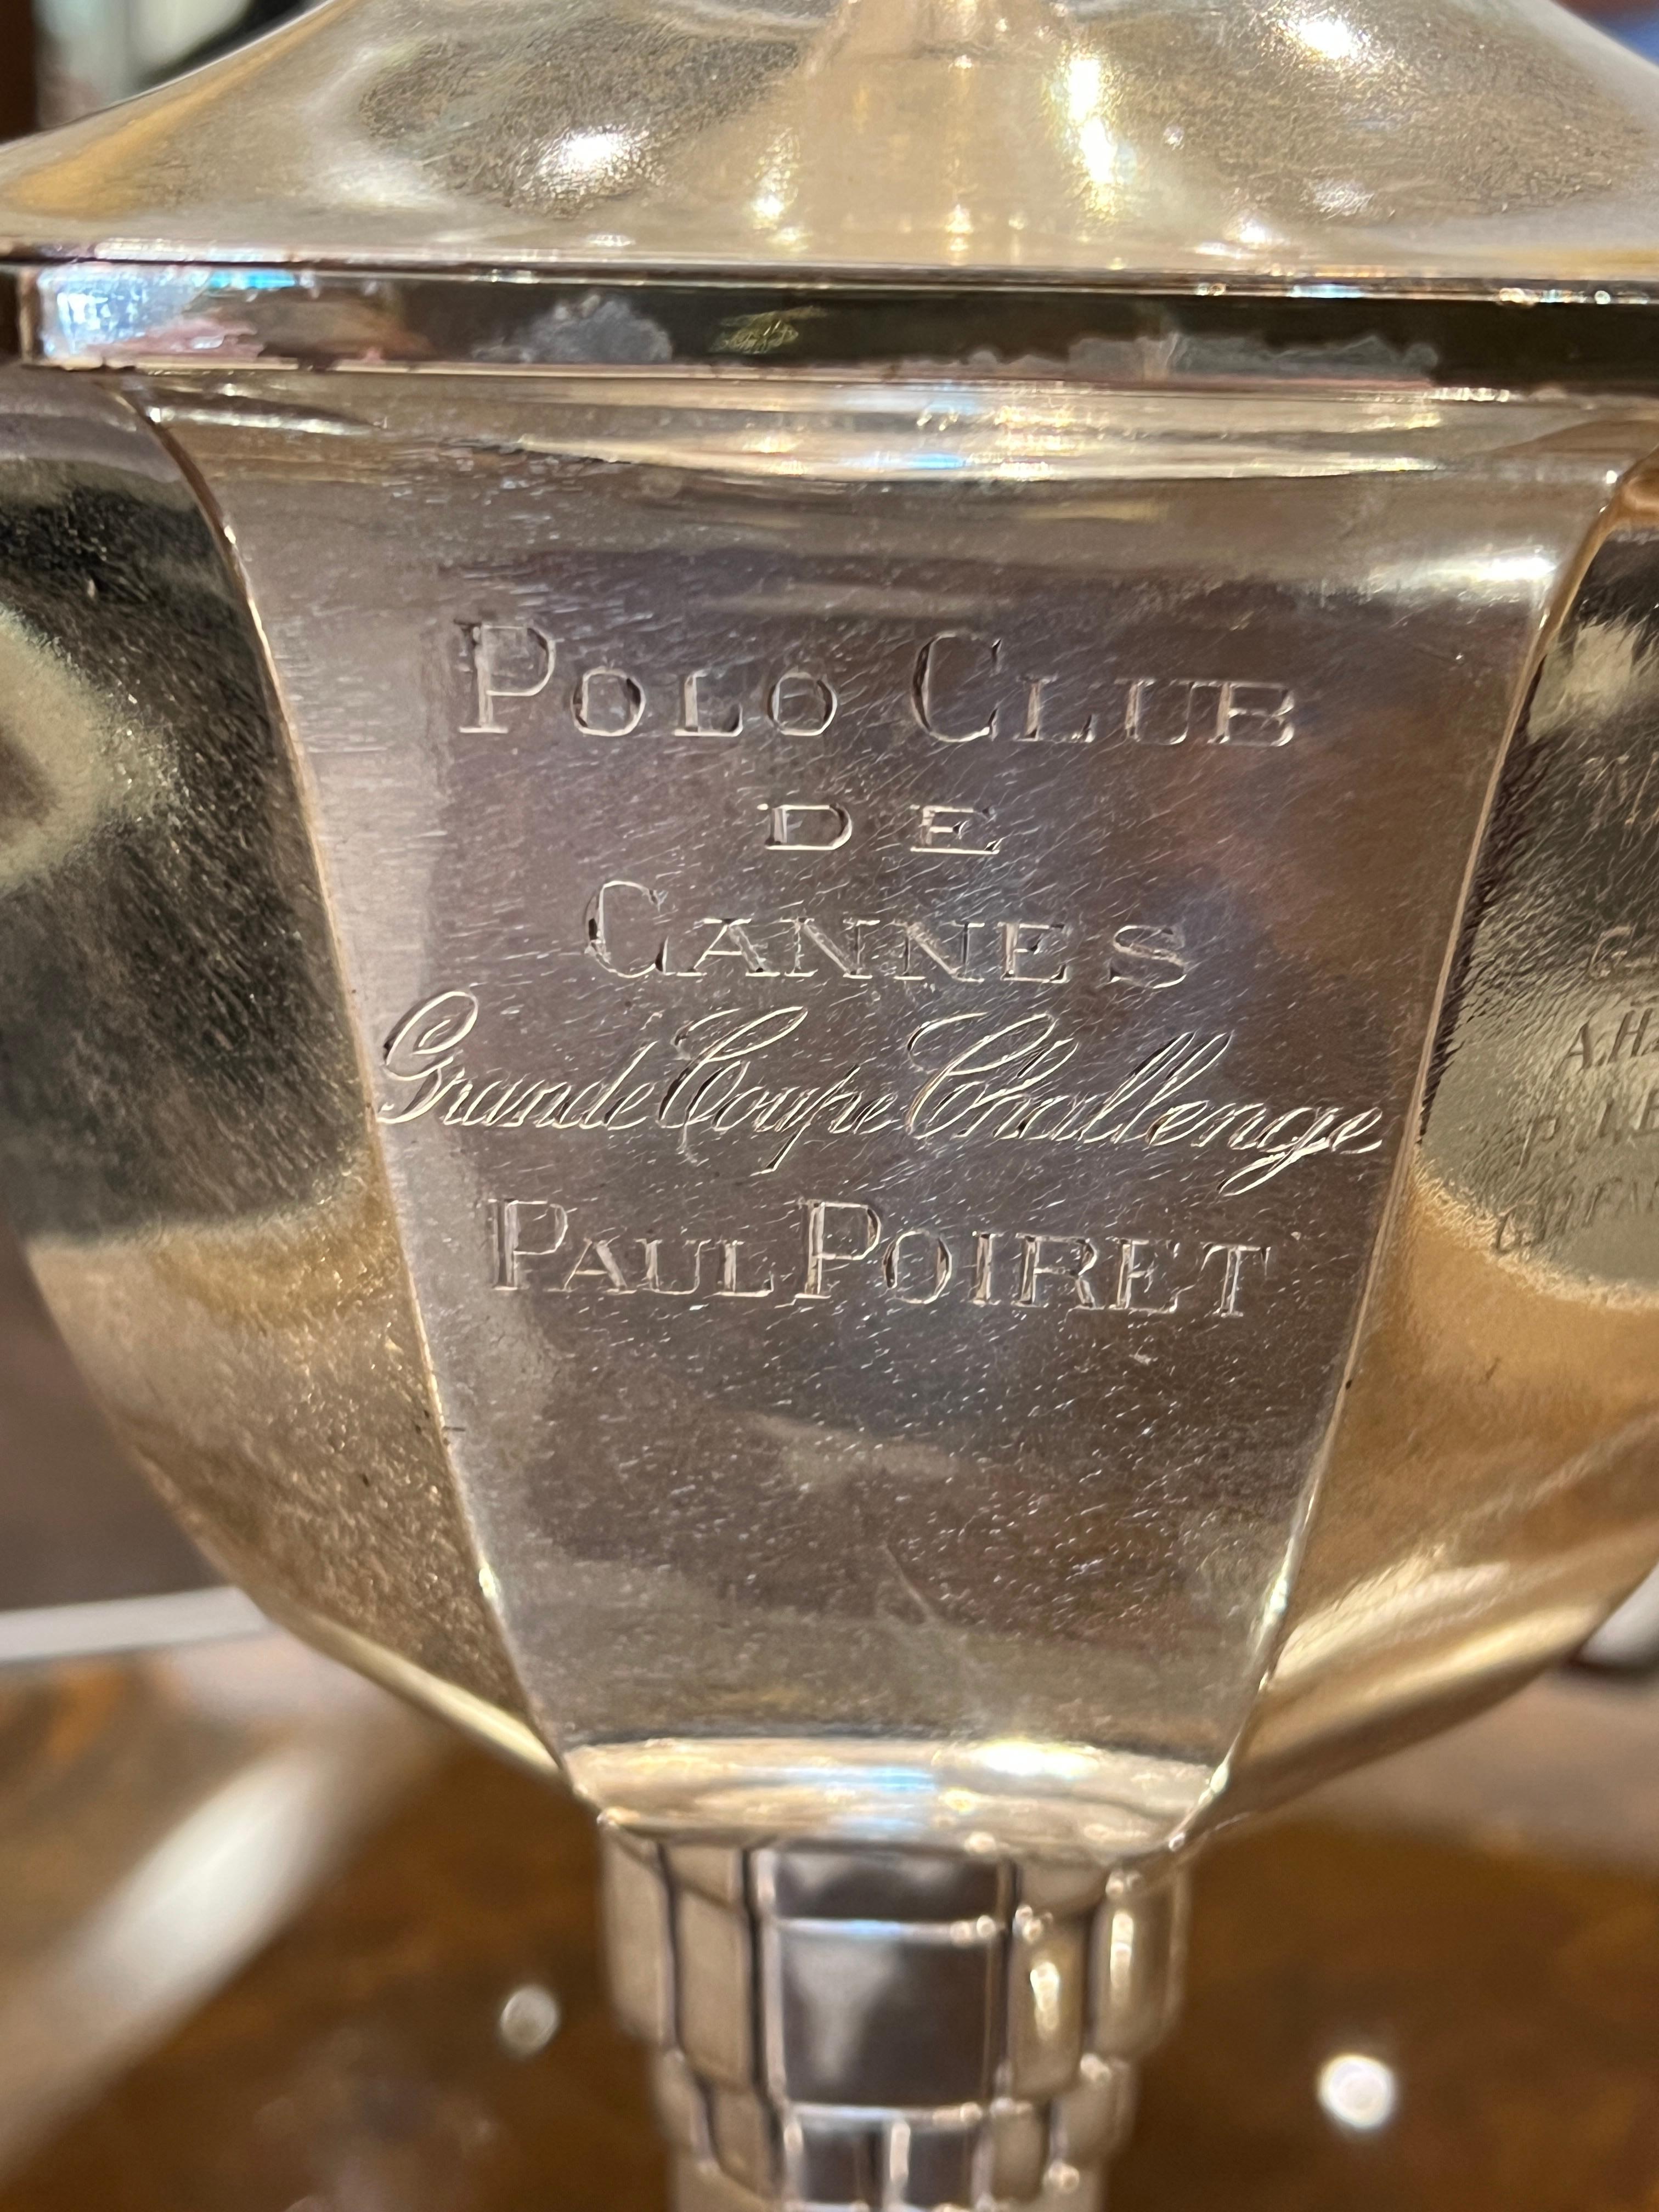 POLO CLUB
DE
CANNES
Grande Coupe Challenge
PAUL POIRET
A.H.